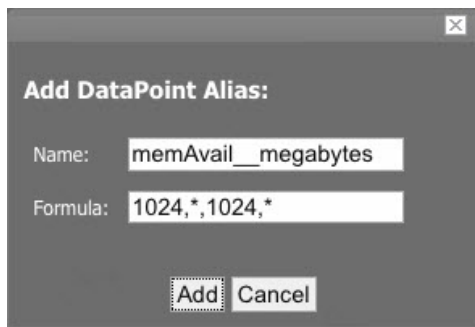 Add DataPoint Alias:
Name: memAvail__megabytes
Formula: 1024,*,1024,*
Add Cancel